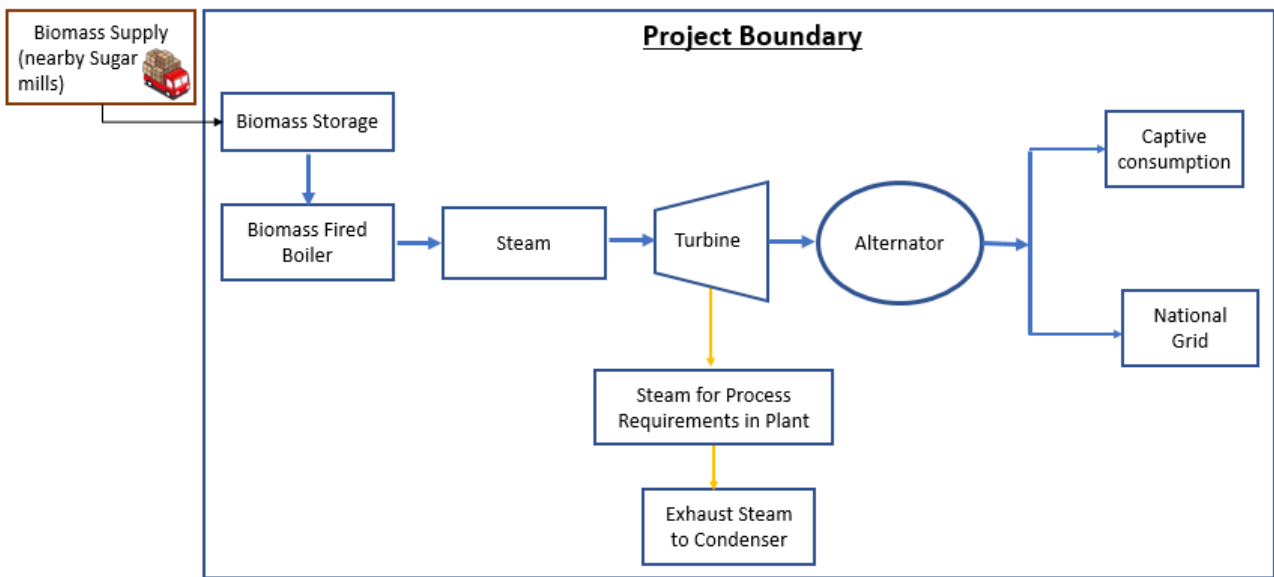 Biomass Supply
(nearby Sugar
mills)
Project Boundary
Biomass Storage
Captive
consumption
Biomass Fired
Boiler
Steam
Turbine
Alternator
National
Grid
Steam for Process
Requirements in Plant
Exhaust Steam
to Condenser